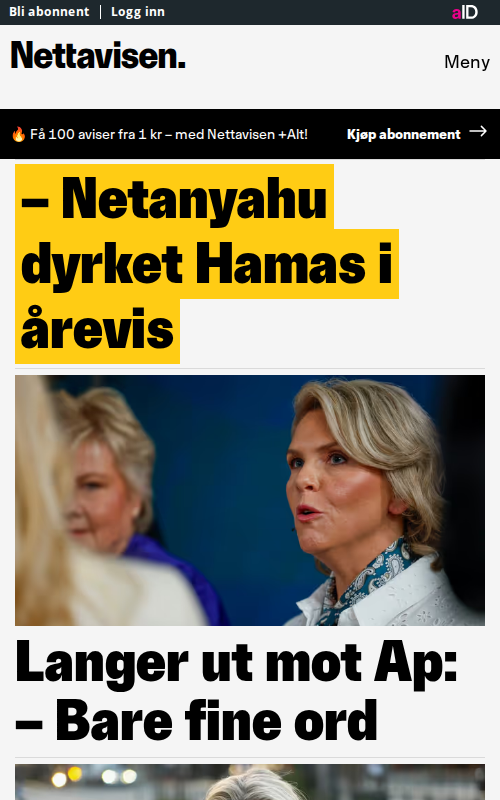 Bli abonnent Logg inn aID
Nettavisen.
Meny
🔥 Få 100 aviser fra 1 kr – med Nettavisen +Alt! Kjøp abonnement →
– Netanyahu
dyrket Hamas i
årevis
Langer ut mot Ap:
– Bare fine ord